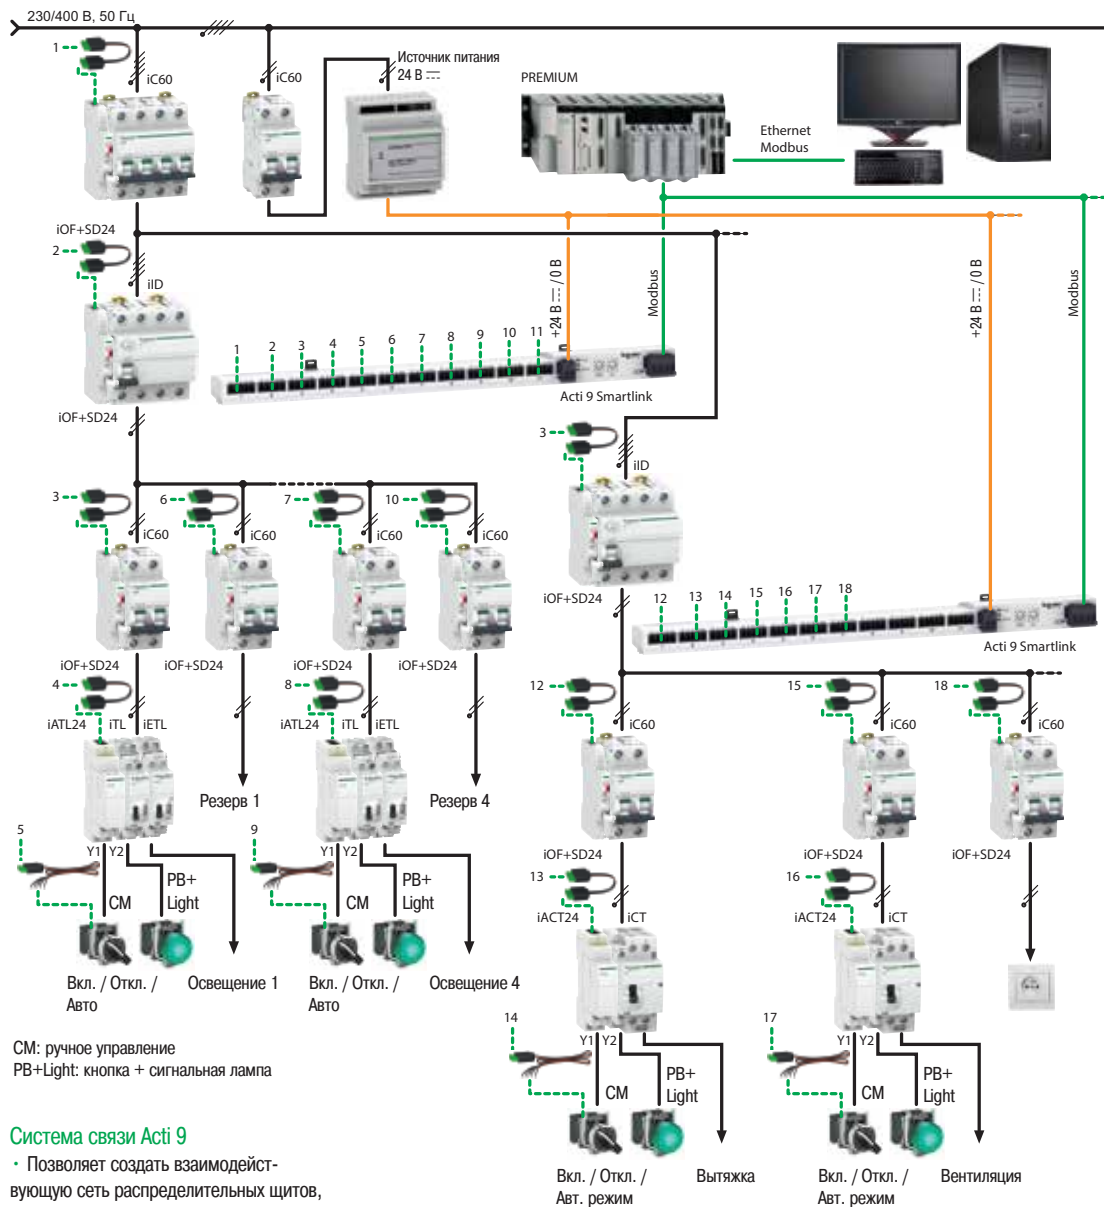 230/400 В, 50 Гц
1
iC60
iC60
Источник питания
24 В
PREMIUM
Ethernet
Modbus
iOF+SD24
2
iID
+24 В / 0 В
Modbus
+24 В / 0 В
Modbus
1 2 3 4 5 6 7 8 9 10 11
Acti 9 Smartlink
iOF+SD24
3
iID
3 6 7 10
iC60 iC60 iC60 iC60
iOF+SD24
12 13 14 15 16 17 18
Acti 9 Smartlink
iOF+SD24 iOF+SD24 iOF+SD24 iOF+SD24
4 8
iATL24 iTL iETL iATL24 iTL iETL
12 15 18
iC60 iC60 iC60
Резерв 1 Резерв 4
5 9
Y1 Y2 Y1 Y2
iOF+SD24 iOF+SD24 iOF+SD24
CM
PB+
Light
CM
PB+
Light
13 16
iACT24 iCT iACT24 iCT
Вкл. / Откл. /
Авто
Освещение 1
Вкл. / Откл. /
Авто
Освещение 4
14 17
Y1 Y2 Y1 Y2
CM: ручное управление
PB+Light: кнопка + сигнальная лампа
CM
PB+
Light
CM
PB+
Light
Вкл. / Откл. /
Авт. режим
Вытяжка
Вкл. / Откл. /
Авт. режим
Вентиляция
Система связи Acti 9
· Позволяет создать взаимодейст-
вующую сеть распределительных щитов,